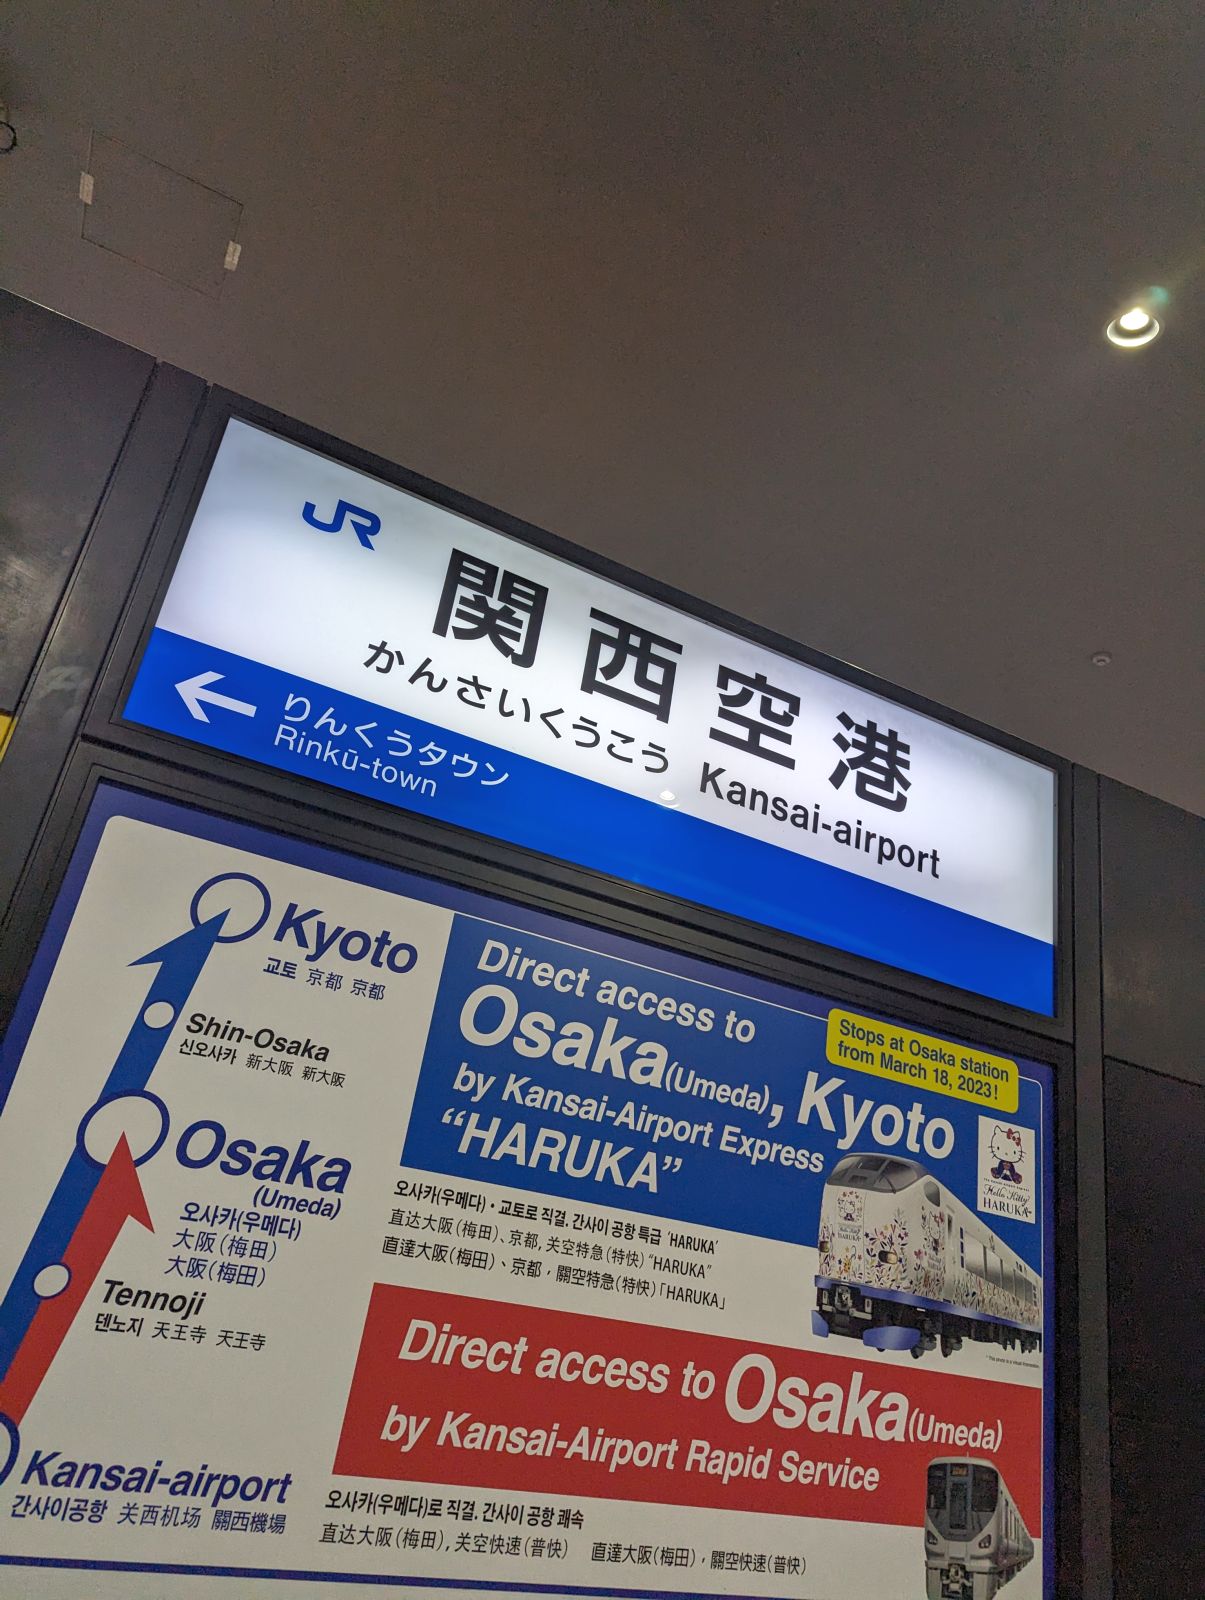 JR
関西空港
かんさいくうこう Kansai-airport
りんくうタウン
Rinkū-town
Kyoto
교토 京都 京都
Shin-Osaka
신오사카 新大阪 新大阪
Osaka
(Umeda)
오사카(우메다)
大阪(梅田)
大阪(梅田)
Tennoji
덴노지 天王寺 天王寺
Kansai-airport
간사이공항 关西机场 關西機場
Direct access to
Osaka(Umeda), Kyoto
by Kansai-Airport Express
“HARUKA”
Stops at Osaka station
from March 18, 2023!
Hello Kitty
HARUKA
오사카(우메다)・교토로 직결. 간사이 공항 특급 ‘HARUKA’
直达大阪(梅田)、京都,关空特急(特快)“HARUKA”
直達大阪(梅田)、京都，關空特急(特快)「HARUKA」
Direct access to Osaka(Umeda)
by Kansai-Airport Rapid Service
오사카(우메다)로 직결. 간사이 공항 쾌속
直达大阪(梅田),关空快速(普快) 直達大阪(梅田)，關空快速(普快)